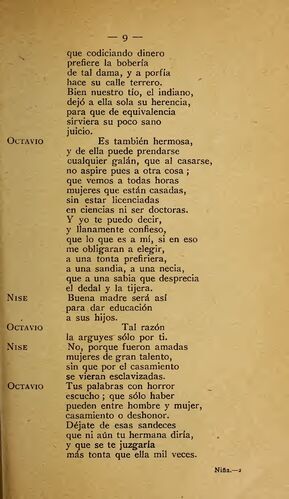 — 9 —
que codiciando dinero
prefiere la bobería
de tal dama, y a porfía
hace su calle terrero.
Bien nuestro tío, el indiano,
dejó a ella sola su herencia,
para que de equivalencia
sirviera su poco sano
juicio.
OCTAVIO Es también hermosa,
y de ella puede prendarse
cualquier galán, que al casarse,
no aspire pues a otra cosa;
que vemos a todas horas
mujeres que están casadas,
sin estar licenciadas
en ciencias ni ser doctoras.
Y yo te puedo decir,
y llanamente confieso,
que lo que es a mí, si en eso
me obligaran a elegir,
a una tonta prefiriera,
a una sandia, a una necia,
que a una sabia que desprecia
el dedal y la tijera.
NISE Buena madre será así
para dar educación
a sus hijos.
OCTAVIO Tal razón
la arguyes sólo por ti.
NISE No, porque fueron amadas
mujeres de gran talento,
sin que por el casamiento
se vieran esclavizadas.
OCTAVIO Tus palabras con horror
escucho; que sólo haber
pueden entre hombre y mujer,
casamiento o deshonor.
Déjate de esas sandeces
que ni aún tu hermana diría,
y que se te juzgaría
más tonta que ella mil veces.
Niña.—2